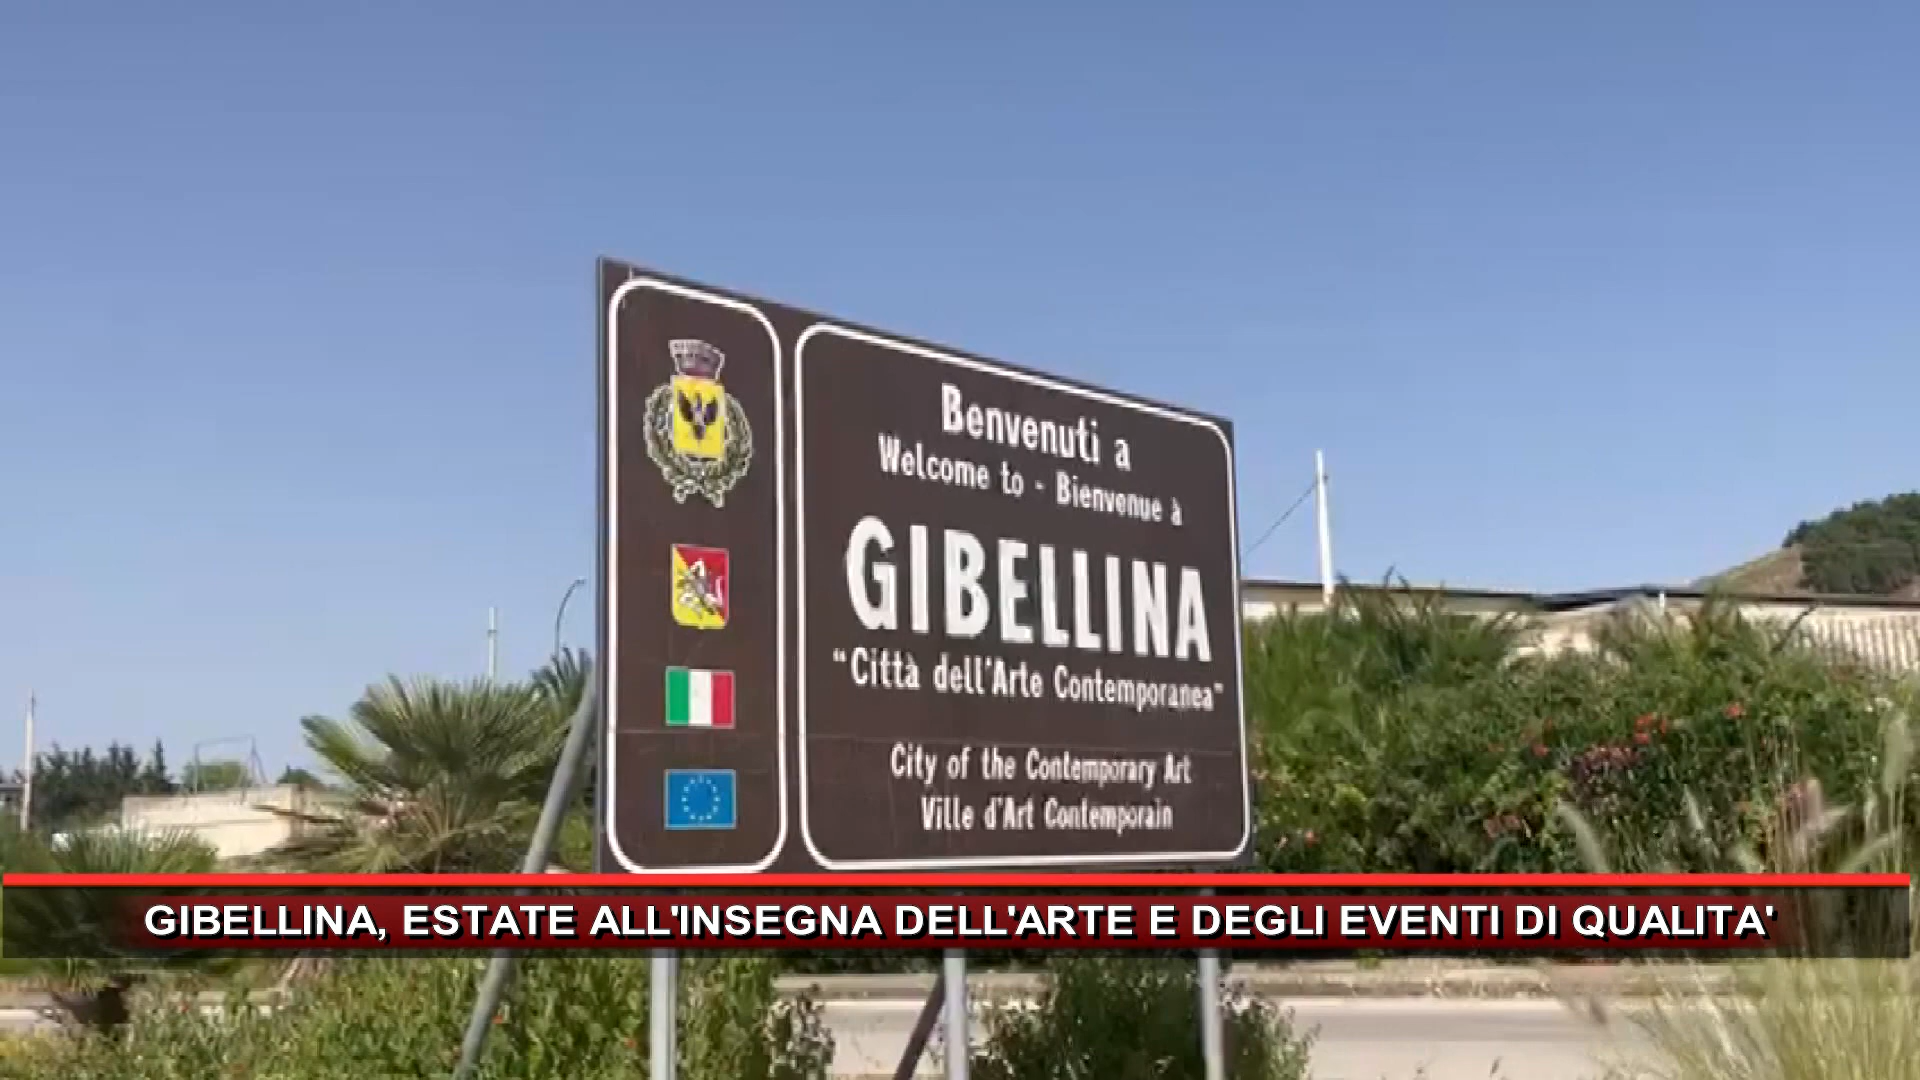 Benvenuti a
Welcome to - Bienvenue à
GIBELLINA
"Città dell'Arte Contemporanea"
City of the Contemporary Art
Ville d'Art Contemporain
GIBELLINA, ESTATE ALL'INSEGNA DELL'ARTE E DEGLI EVENTI DI QUALITA'